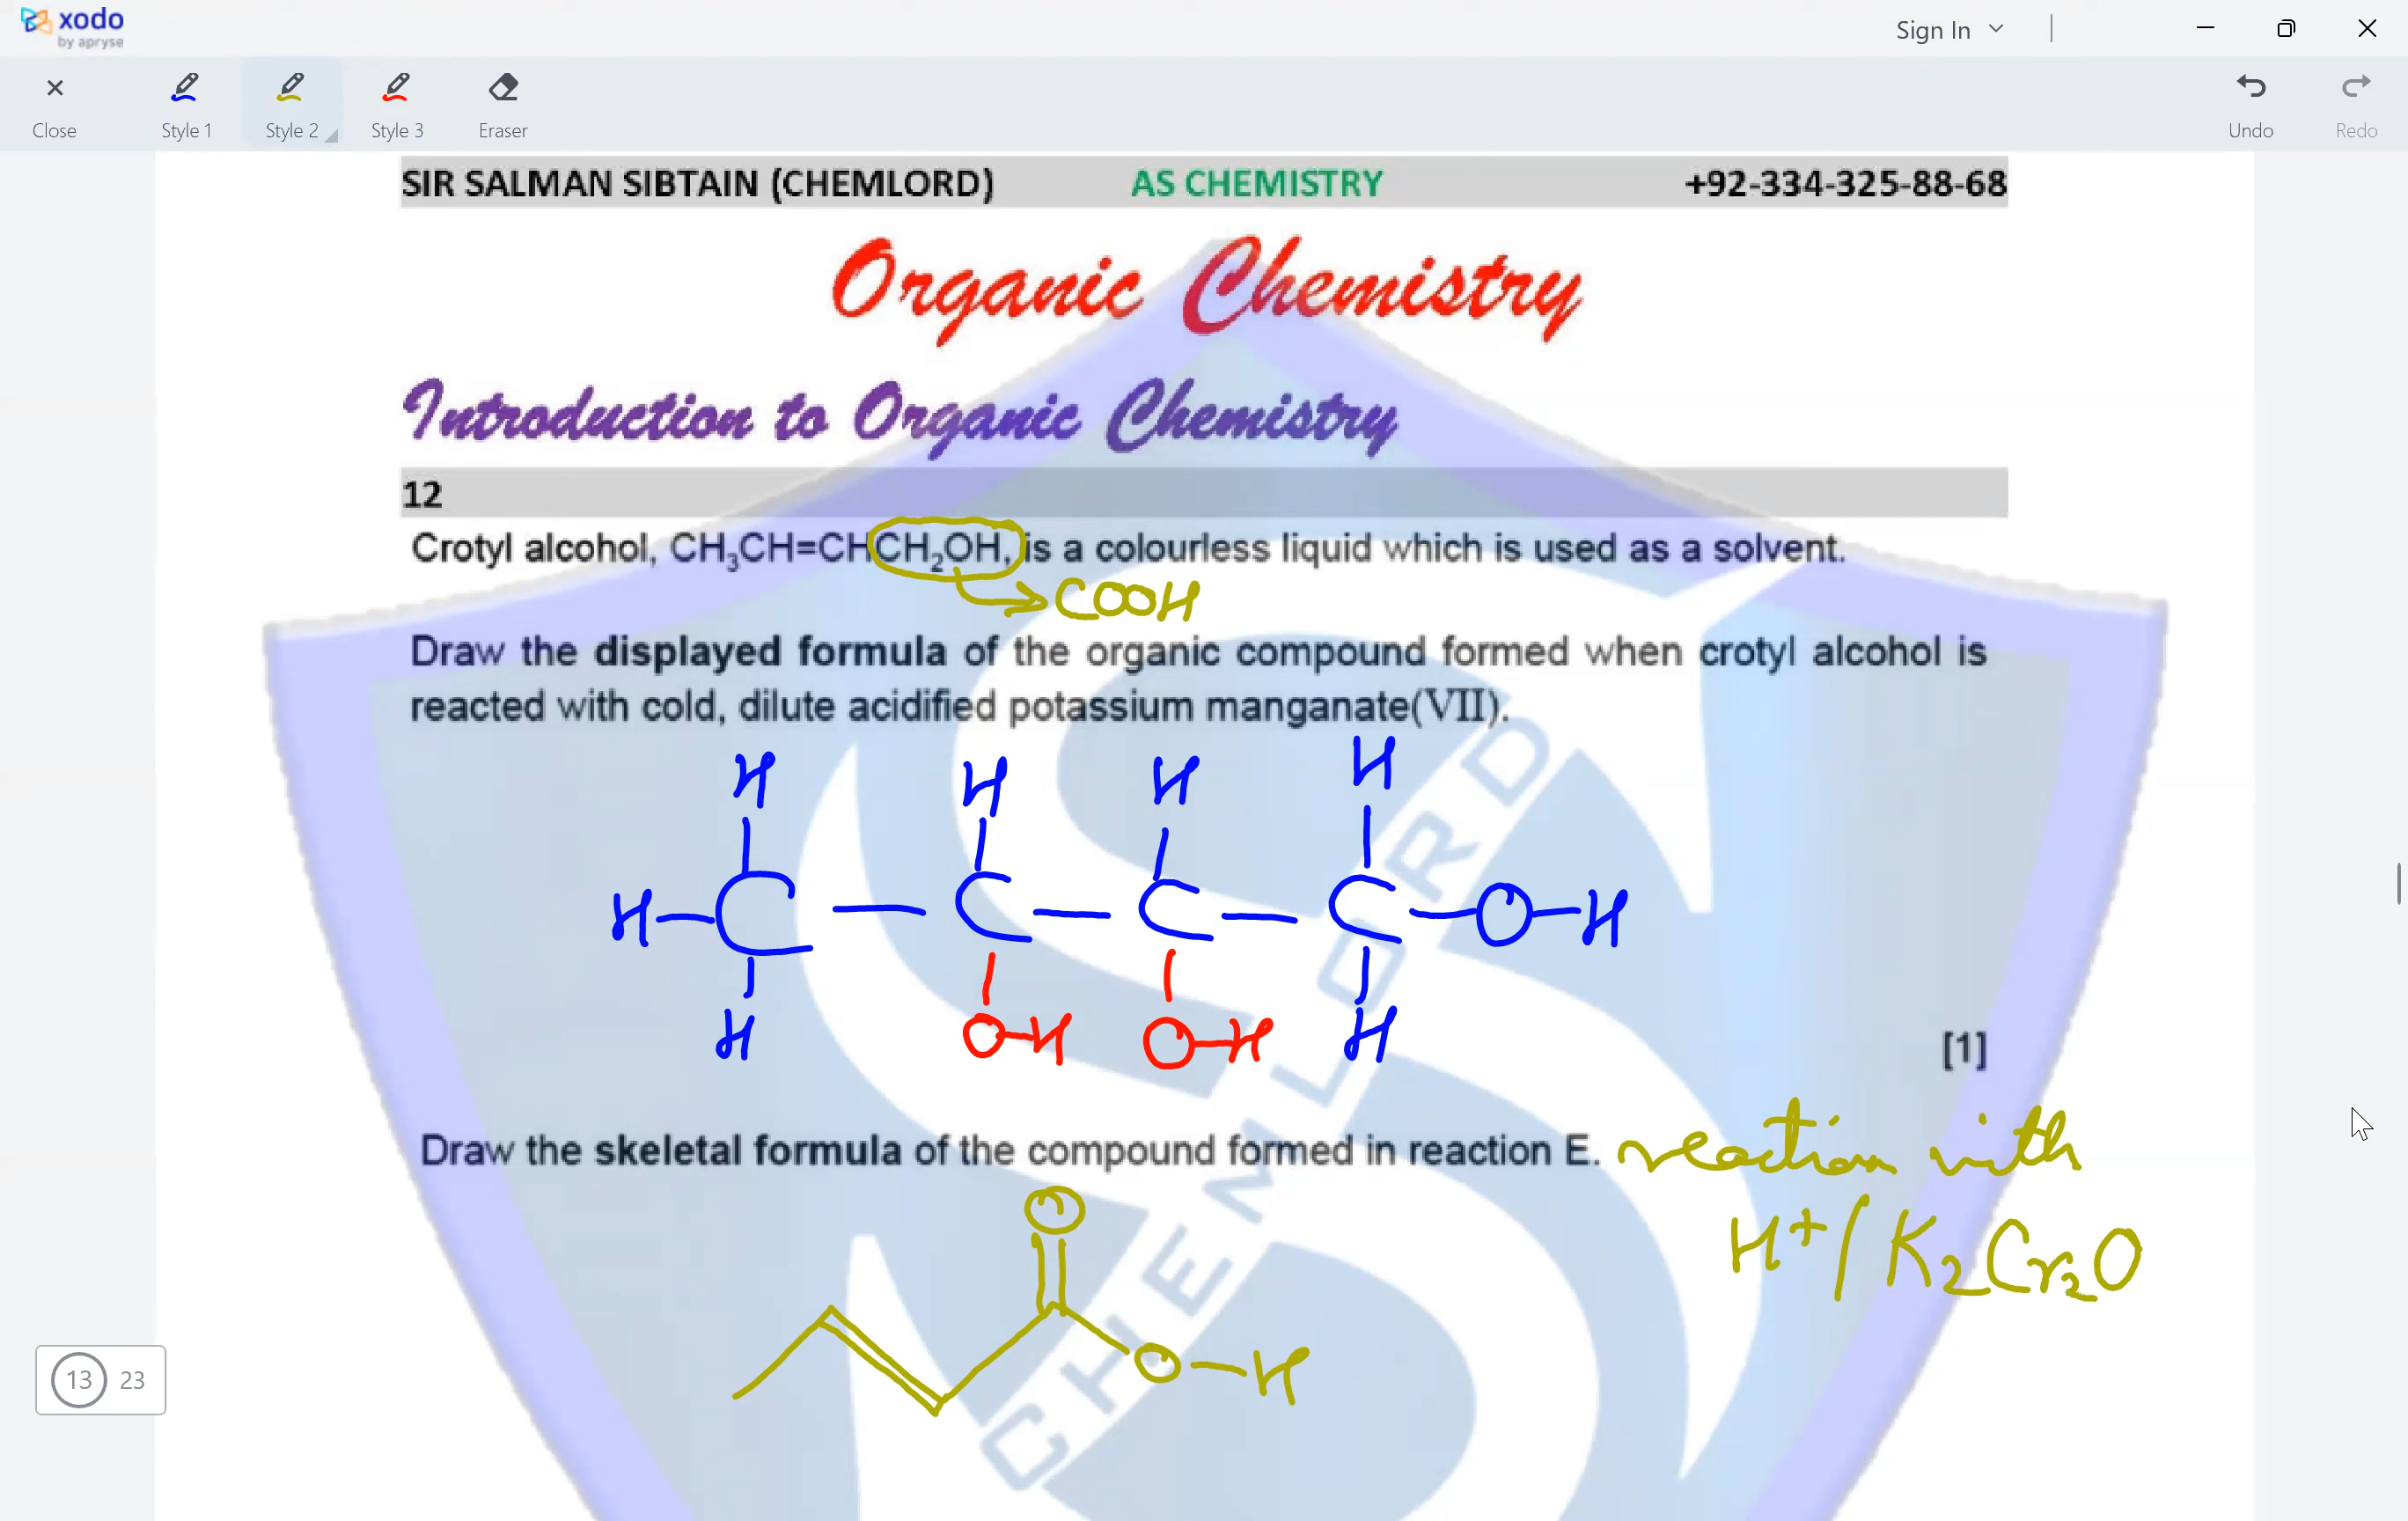 xodo
by apryse
Sign In
Close
Style 1
Style 2
Style 3
Eraser
Undo
Redo
SIR SALMAN SIBTAIN (CHEMLORD) AS CHEMISTRY +92-334-325-88-68
Organic Chemistry
Introduction to Organic Chemistry
12
Crotyl alcohol, CH₃CH=CHCH₂OH, is a colourless liquid which is used as a solvent.
COOH
Draw the displayed formula of the organic compound formed when crotyl alcohol is
reacted with cold, dilute acidified potassium manganate(VII).
H H H H
H-C-C-C-C-O-H
H O-H O-H H
[1]
Draw the skeletal formula of the compound formed in reaction E. reaction with
H⁺/K₂Cr₂O
O
O-H
CHEMLORD
13 23